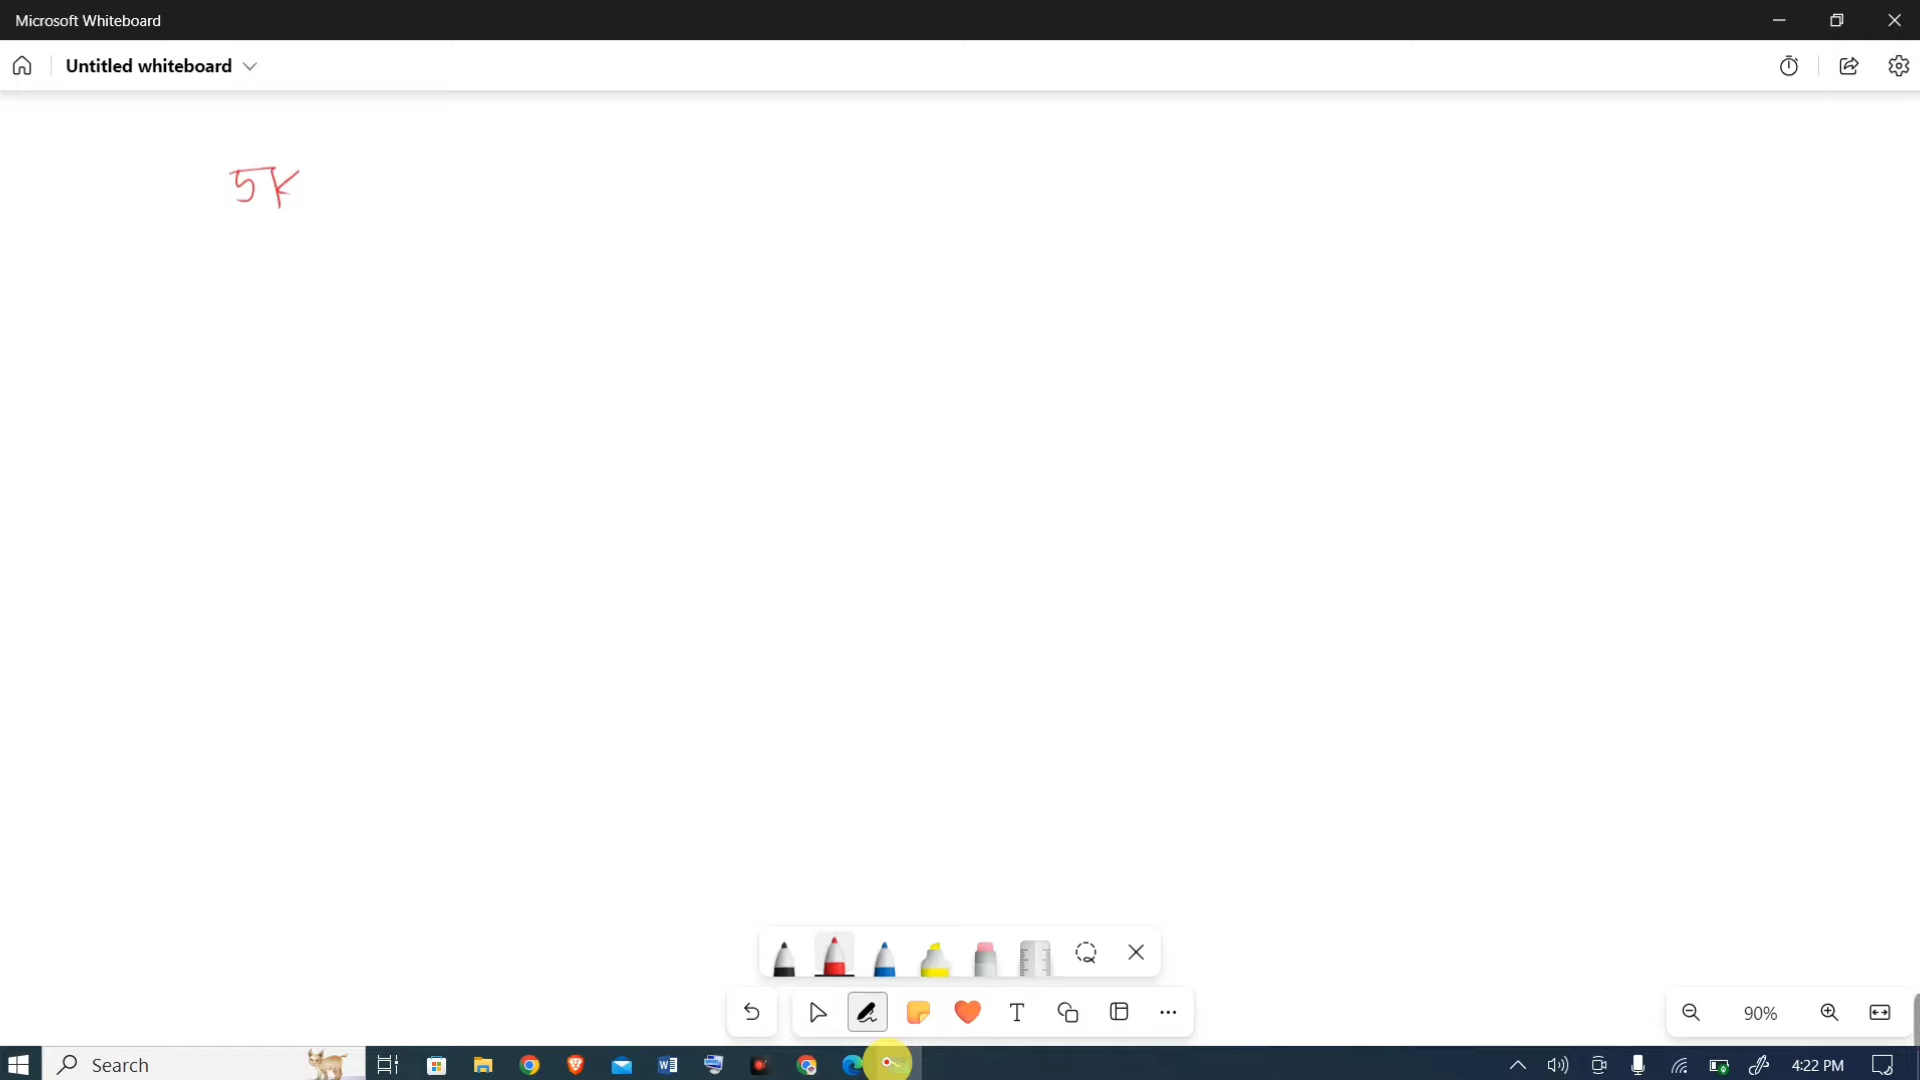 Microsoft Whiteboard
Untitled whiteboard
5K
90%
Search
4:22 PM